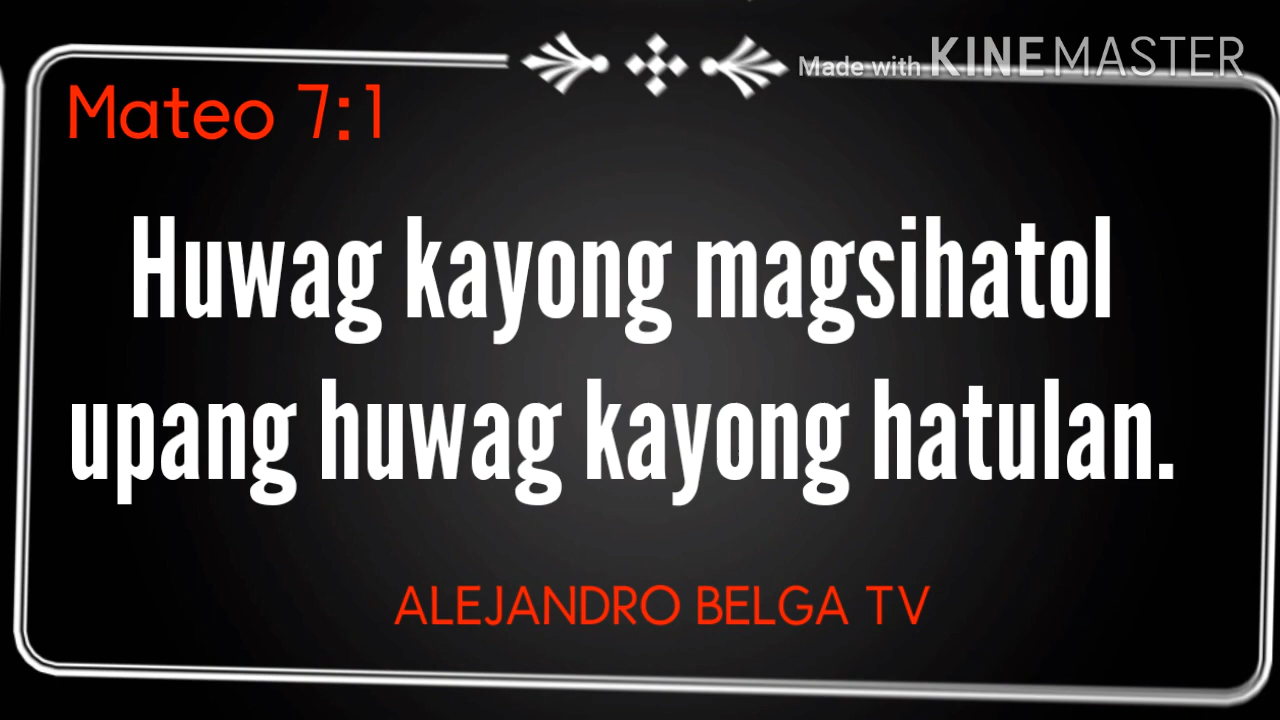 Made with KINEMASTER
Mateo 7:1
Huwag kayong magsihatol
upang huwag kayong hatulan.
ALEJANDRO BELGA TV